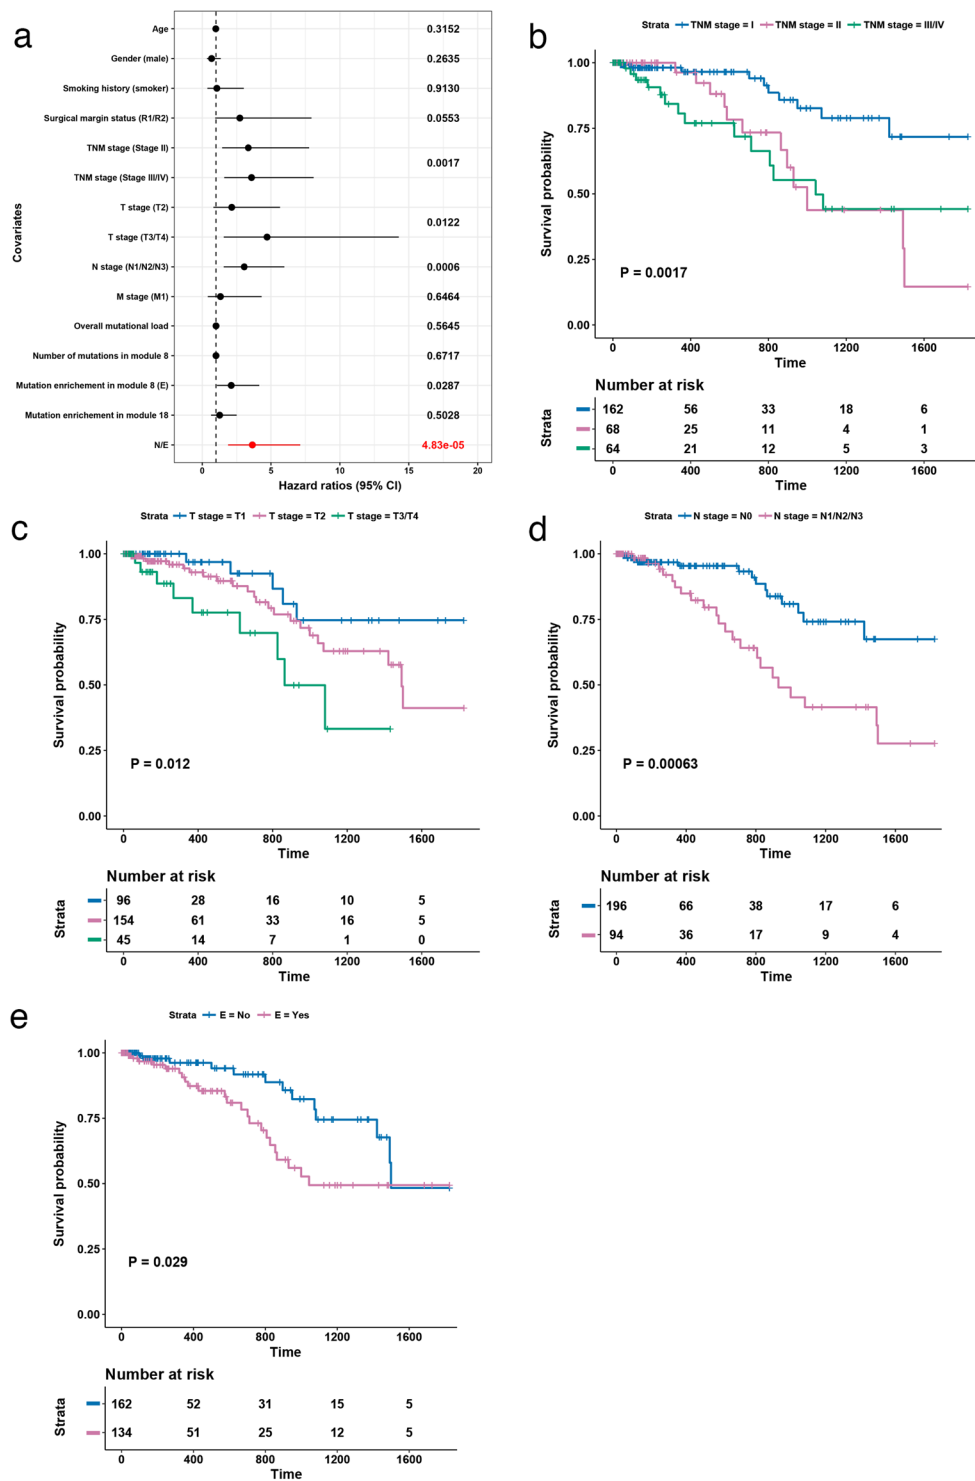 a
Covariates
Age 0.3152
Gender (male) 0.2635
Smoking history (smoker) 0.9130
Surgical margin status (R1/R2) 0.0553
TNM stage (Stage II)
0.0017
TNM stage (Stage III/IV)
T stage (T2)
0.0122
T stage (T3/T4)
N stage (N1/N2/N3) 0.0006
M stage (M1) 0.6464
Overall mutational load 0.5645
Number of mutations in module 8 0.6717
Mutation enrichement in module 8 (E) 0.0287
Mutation enrichement in module 18 0.5028
N/E 4.83e-05
0 5 10 15 20
Hazard ratios (95% CI)
b
Strata TNM stage = I TNM stage = II TNM stage = III/IV
Survival probability
1.00
0.75
0.50
0.25
0.00
P = 0.0017
0 400 800 1200 1600
Time
Number at risk
Strata
162 56 33 18 6
68 25 11 4 1
64 21 12 5 3
0 400 800 1200 1600
Time
c
Strata T stage = T1 T stage = T2 T stage = T3/T4
Survival probability
1.00
0.75
0.50
0.25
0.00
P = 0.012
0 400 800 1200 1600
Time
Number at risk
Strata
96 28 16 10 5
154 61 33 16 5
45 14 7 1 0
0 400 800 1200 1600
Time
d
Strata N stage = N0 N stage = N1/N2/N3
Survival probability
1.00
0.75
0.50
0.25
0.00
P = 0.00063
0 400 800 1200 1600
Time
Number at risk
Strata
196 66 38 17 6
94 36 17 9 4
0 400 800 1200 1600
Time
e
Strata E = No E = Yes
Survival probability
1.00
0.75
0.50
0.25
0.00
P = 0.029
0 400 800 1200 1600
Time
Number at risk
Strata
162 52 31 15 5
134 51 25 12 5
0 400 800 1200 1600
Time